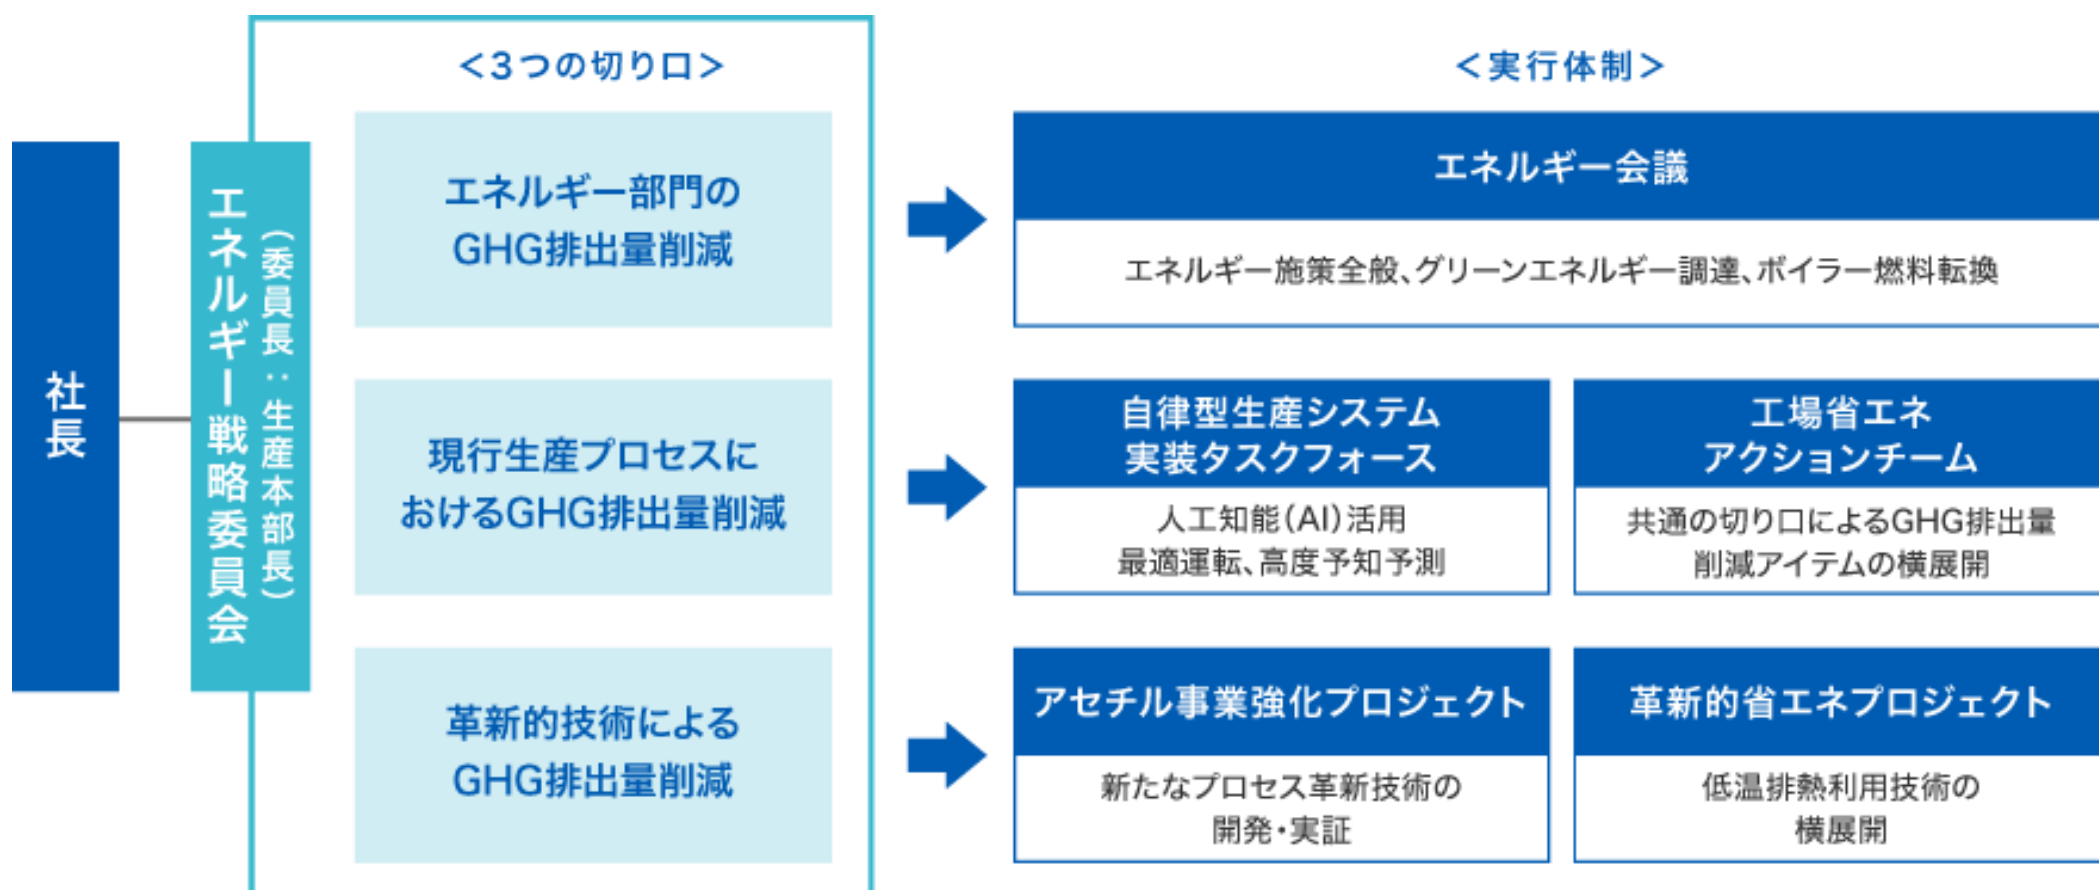 社長
エネルギー戦略委員会
(委員長:生産本部長)
<3つの切り口>
エネルギー部門の
GHG排出量削減
現行生産プロセスに
おけるGHG排出量削減
革新的技術による
GHG排出量削減
<実行体制>
エネルギー会議
エネルギー施策全般、グリーンエネルギー調達、ボイラー燃料転換
自律型生産システム
実装タスクフォース
人工知能(AI)活用
最適運転、高度予知予測
工場省エネ
アクションチーム
共通の切り口によるGHG排出量
削減アイテムの横展開
アセチル事業強化プロジェクト
新たなプロセス革新技術の
開発・実証
革新的省エネプロジェクト
低温排熱利用技術の
横展開